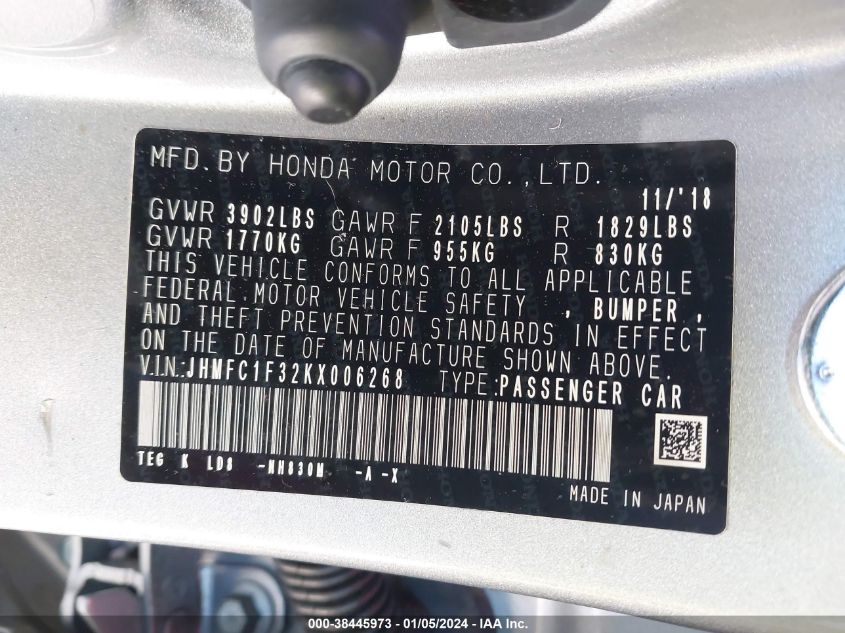 MFD. BY HONDA MOTOR CO., LTD.
11/'18
GVWR 3902LBS GAWR F 2105LBS R 1829LBS
GVWR 1770KG GAWR F 955KG R 830KG
THIS VEHICLE CONFORMS TO ALL APPLICABLE
FEDERAL MOTOR VEHICLE SAFETY , BUMPER ,
AND THEFT PREVENTION STANDARDS IN EFFECT
ON THE DATE OF MANUFACTURE SHOWN ABOVE.
V.I.N.: JHMFC1F32KX006268 TYPE: PASSENGER CAR
TEG K LD8 -NH830M -A -X
MADE IN JAPAN
000-38445973 - 01/05/2024 - IAA Inc.